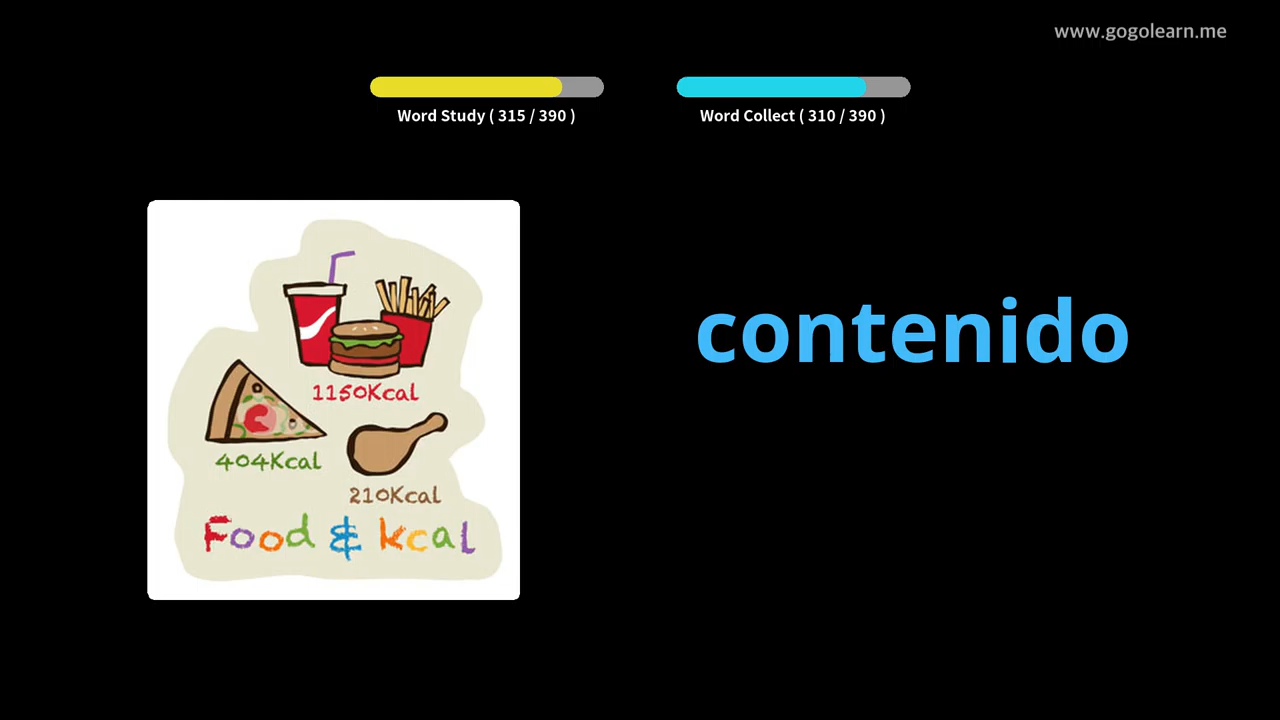 www.gogolearn.me
Word Study ( 315 / 390 )
Word Collect ( 310 / 390 )
1150Kcal
404Kcal
210Kcal
Food & kcal
contenido